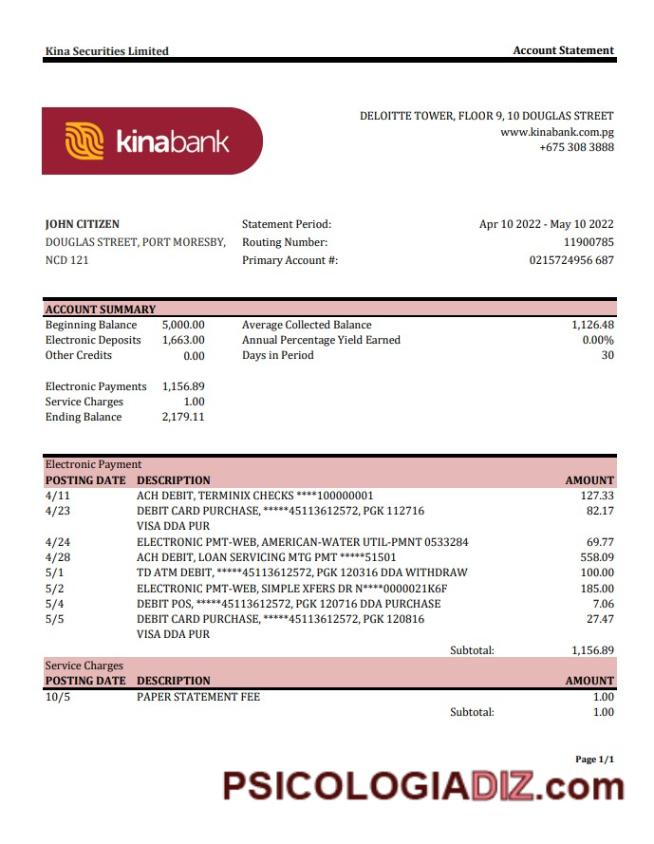 Kina Securities Limited Account Statement
kinabank
DELOITTE TOWER, FLOOR 9, 10 DOUGLAS STREET
www.kinabank.com.pg
+675 308 3888
JOHN CITIZEN Statement Period: Apr 10 2022 - May 10 2022
DOUGLAS STREET, PORT MORESBY, Routing Number: 11900785
NCD 121 Primary Account #: 0215724956 687
ACCOUNT SUMMARY
Beginning Balance 5,000.00 Average Collected Balance 1,126.48
Electronic Deposits 1,663.00 Annual Percentage Yield Earned 0.00%
Other Credits 0.00 Days in Period 30
Electronic Payments 1,156.89
Service Charges 1.00
Ending Balance 2,179.11
Electronic Payment
POSTING DATE DESCRIPTION AMOUNT
4/11 ACH DEBIT, TERMINIX CHECKS ****100000001 127.33
4/23 DEBIT CARD PURCHASE, *****45113612572, PGK 112716 82.17
VISA DDA PUR
4/24 ELECTRONIC PMT-WEB, AMERICAN-WATER UTIL-PMNT 0533284 69.77
4/28 ACH DEBIT, LOAN SERVICING MTG PMT *****51501 558.09
5/1 TD ATM DEBIT, *****45113612572, PGK 120316 DDA WITHDRAW 100.00
5/2 ELECTRONIC PMT-WEB, SIMPLE XFERS DR N****0000021K6F 185.00
5/4 DEBIT POS, *****45113612572, PGK 120716 DDA PURCHASE 7.06
5/5 DEBIT CARD PURCHASE, *****45113612572, PGK 120816 27.47
VISA DDA PUR
Subtotal: 1,156.89
Service Charges
POSTING DATE DESCRIPTION AMOUNT
10/5 PAPER STATEMENT FEE 1.00
Subtotal: 1.00
Page 1/1
PSICOLOGIADIZ.com